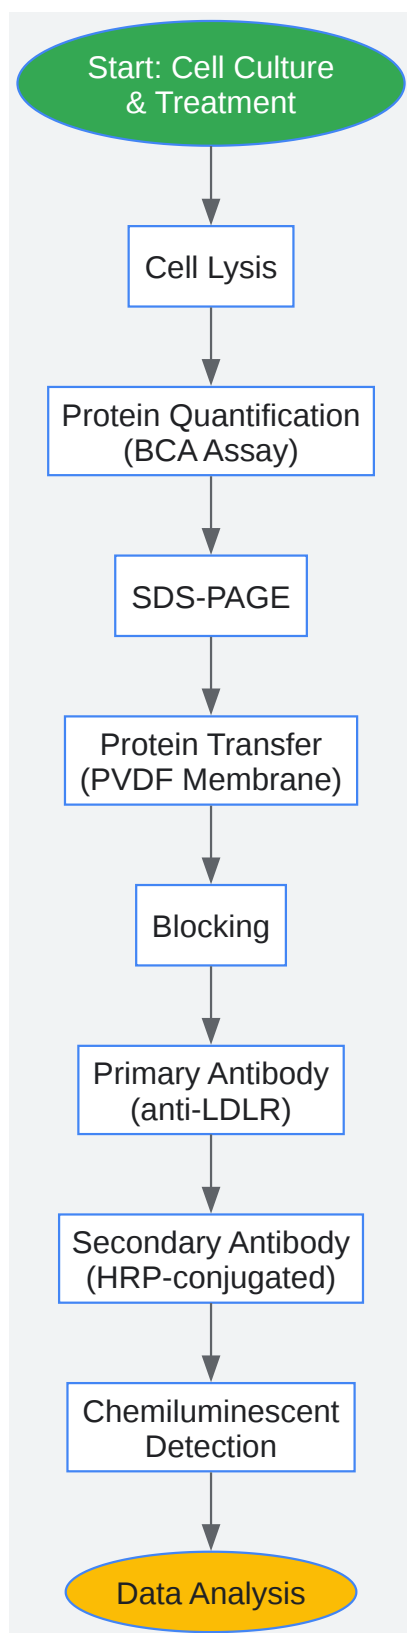 Start: Cell Culture
& Treatment
Cell Lysis
Protein Quantification
(BCA Assay)
SDS-PAGE
Protein Transfer
(PVDF Membrane)
Blocking
Primary Antibody
(anti-LDLR)
Secondary Antibody
(HRP-conjugated)
Chemiluminescent
Detection
Data Analysis